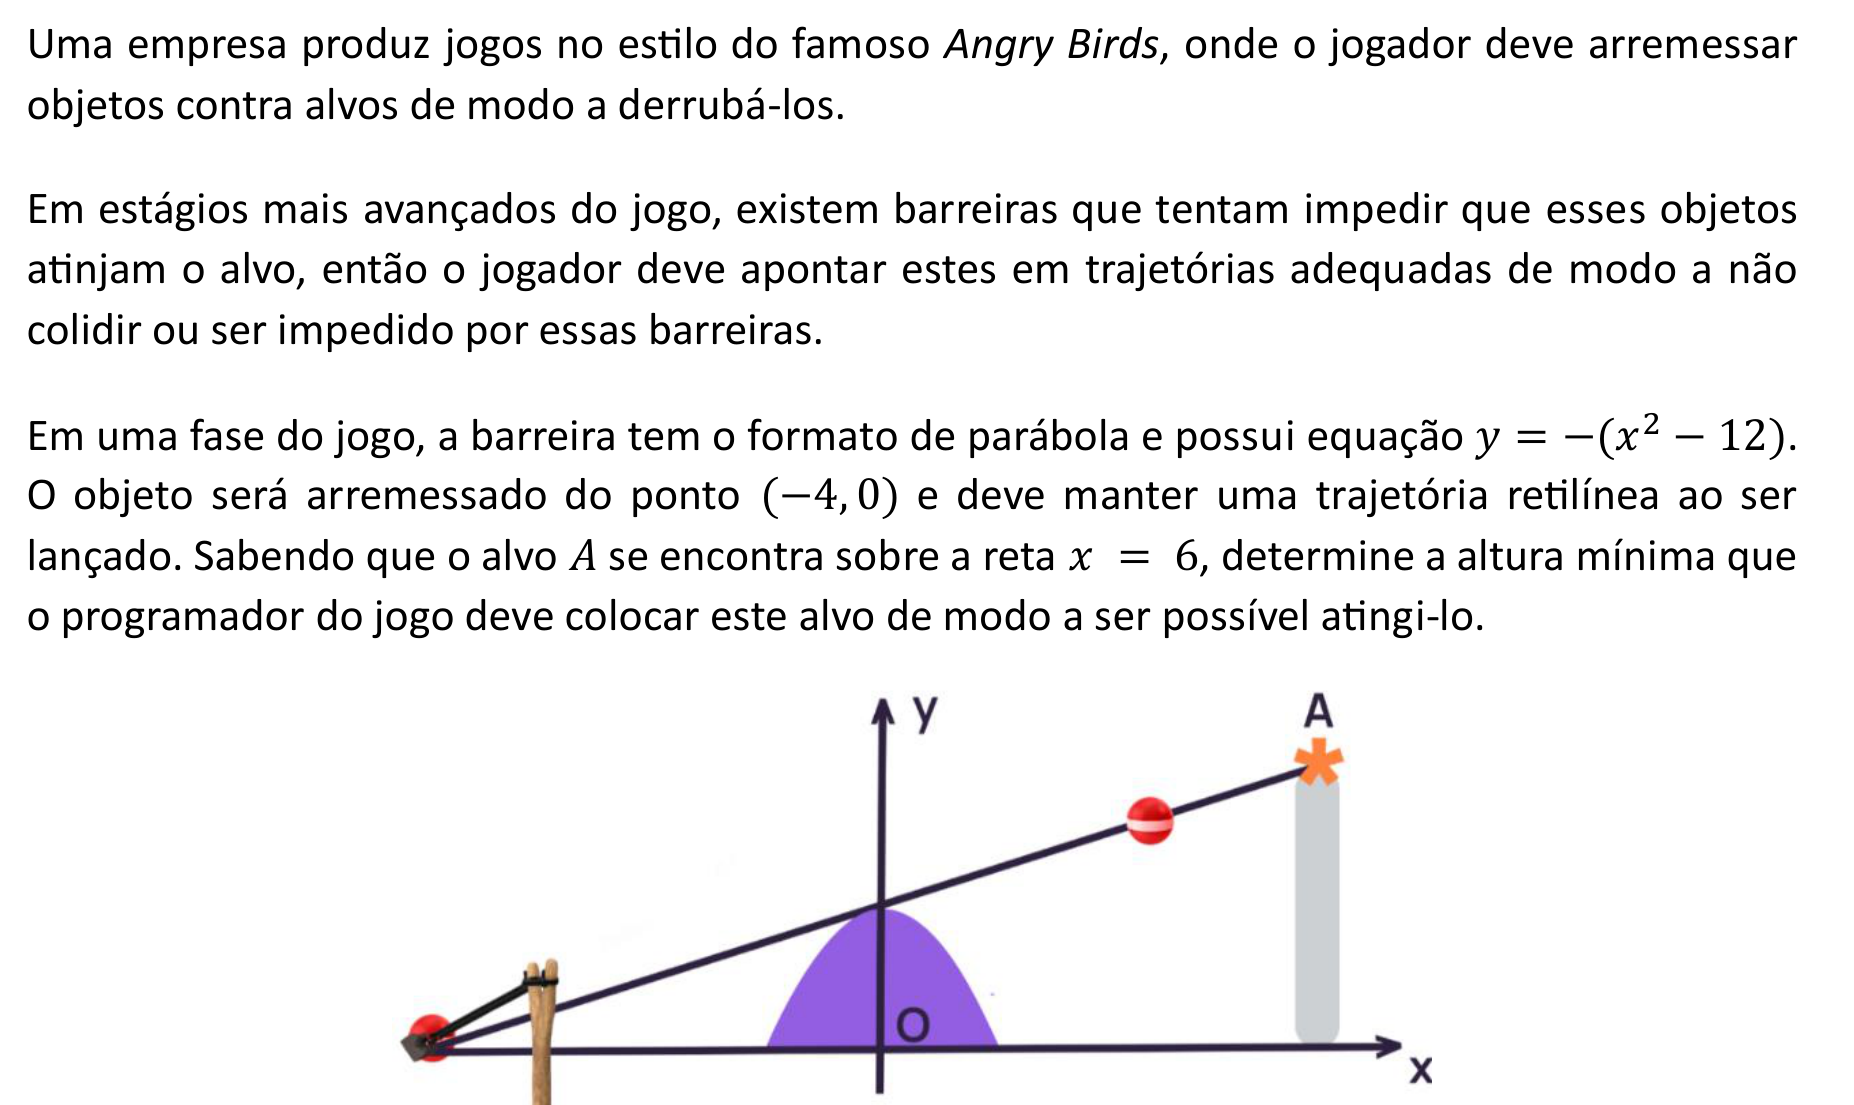 Uma empresa produz jogos no estilo do famoso Angry Birds, onde o jogador deve arremessar
objetos contra alvos de modo a derrubá-los.
Em estágios mais avançados do jogo, existem barreiras que tentam impedir que esses objetos
atinjam o alvo, então o jogador deve apontar estes em trajetórias adequadas de modo a não
colidir ou ser impedido por essas barreiras.
Em uma fase do jogo, a barreira tem o formato de parábola e possui equação y = −(x² − 12).
O objeto será arremessado do ponto (−4, 0) e deve manter uma trajetória retilínea ao ser
lançado. Sabendo que o alvo A se encontra sobre a reta x = 6, determine a altura mínima que
o programador do jogo deve colocar este alvo de modo a ser possível atingi-lo.
y
A
O
x